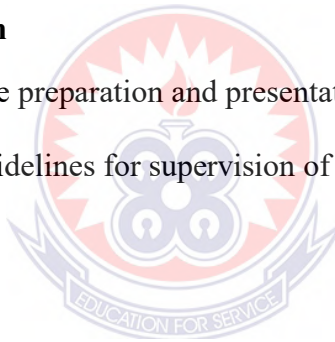 n
e preparation and presentat
idelines for supervision of
EDUCATION FOR SERVICE